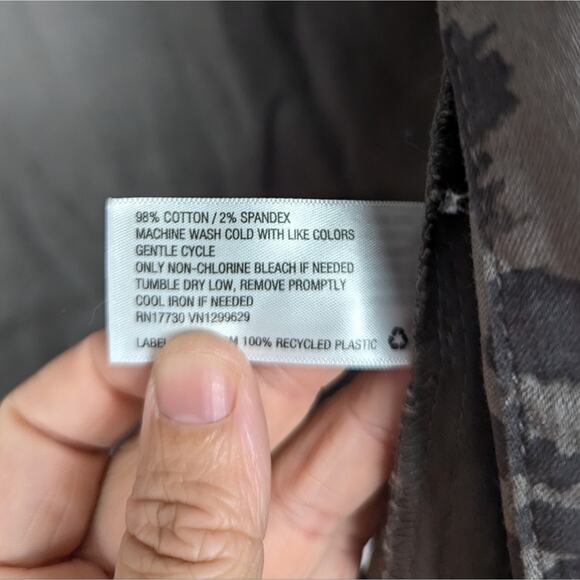 98% COTTON / 2% SPANDEX
MACHINE WASH COLD WITH LIKE COLORS
GENTLE CYCLE
ONLY NON-CHLORINE BLEACH IF NEEDED
TUMBLE DRY LOW, REMOVE PROMPTLY
COOL IRON IF NEEDED
RN17730 VN1299629
LABEL 100% RECYCLED PLASTIC